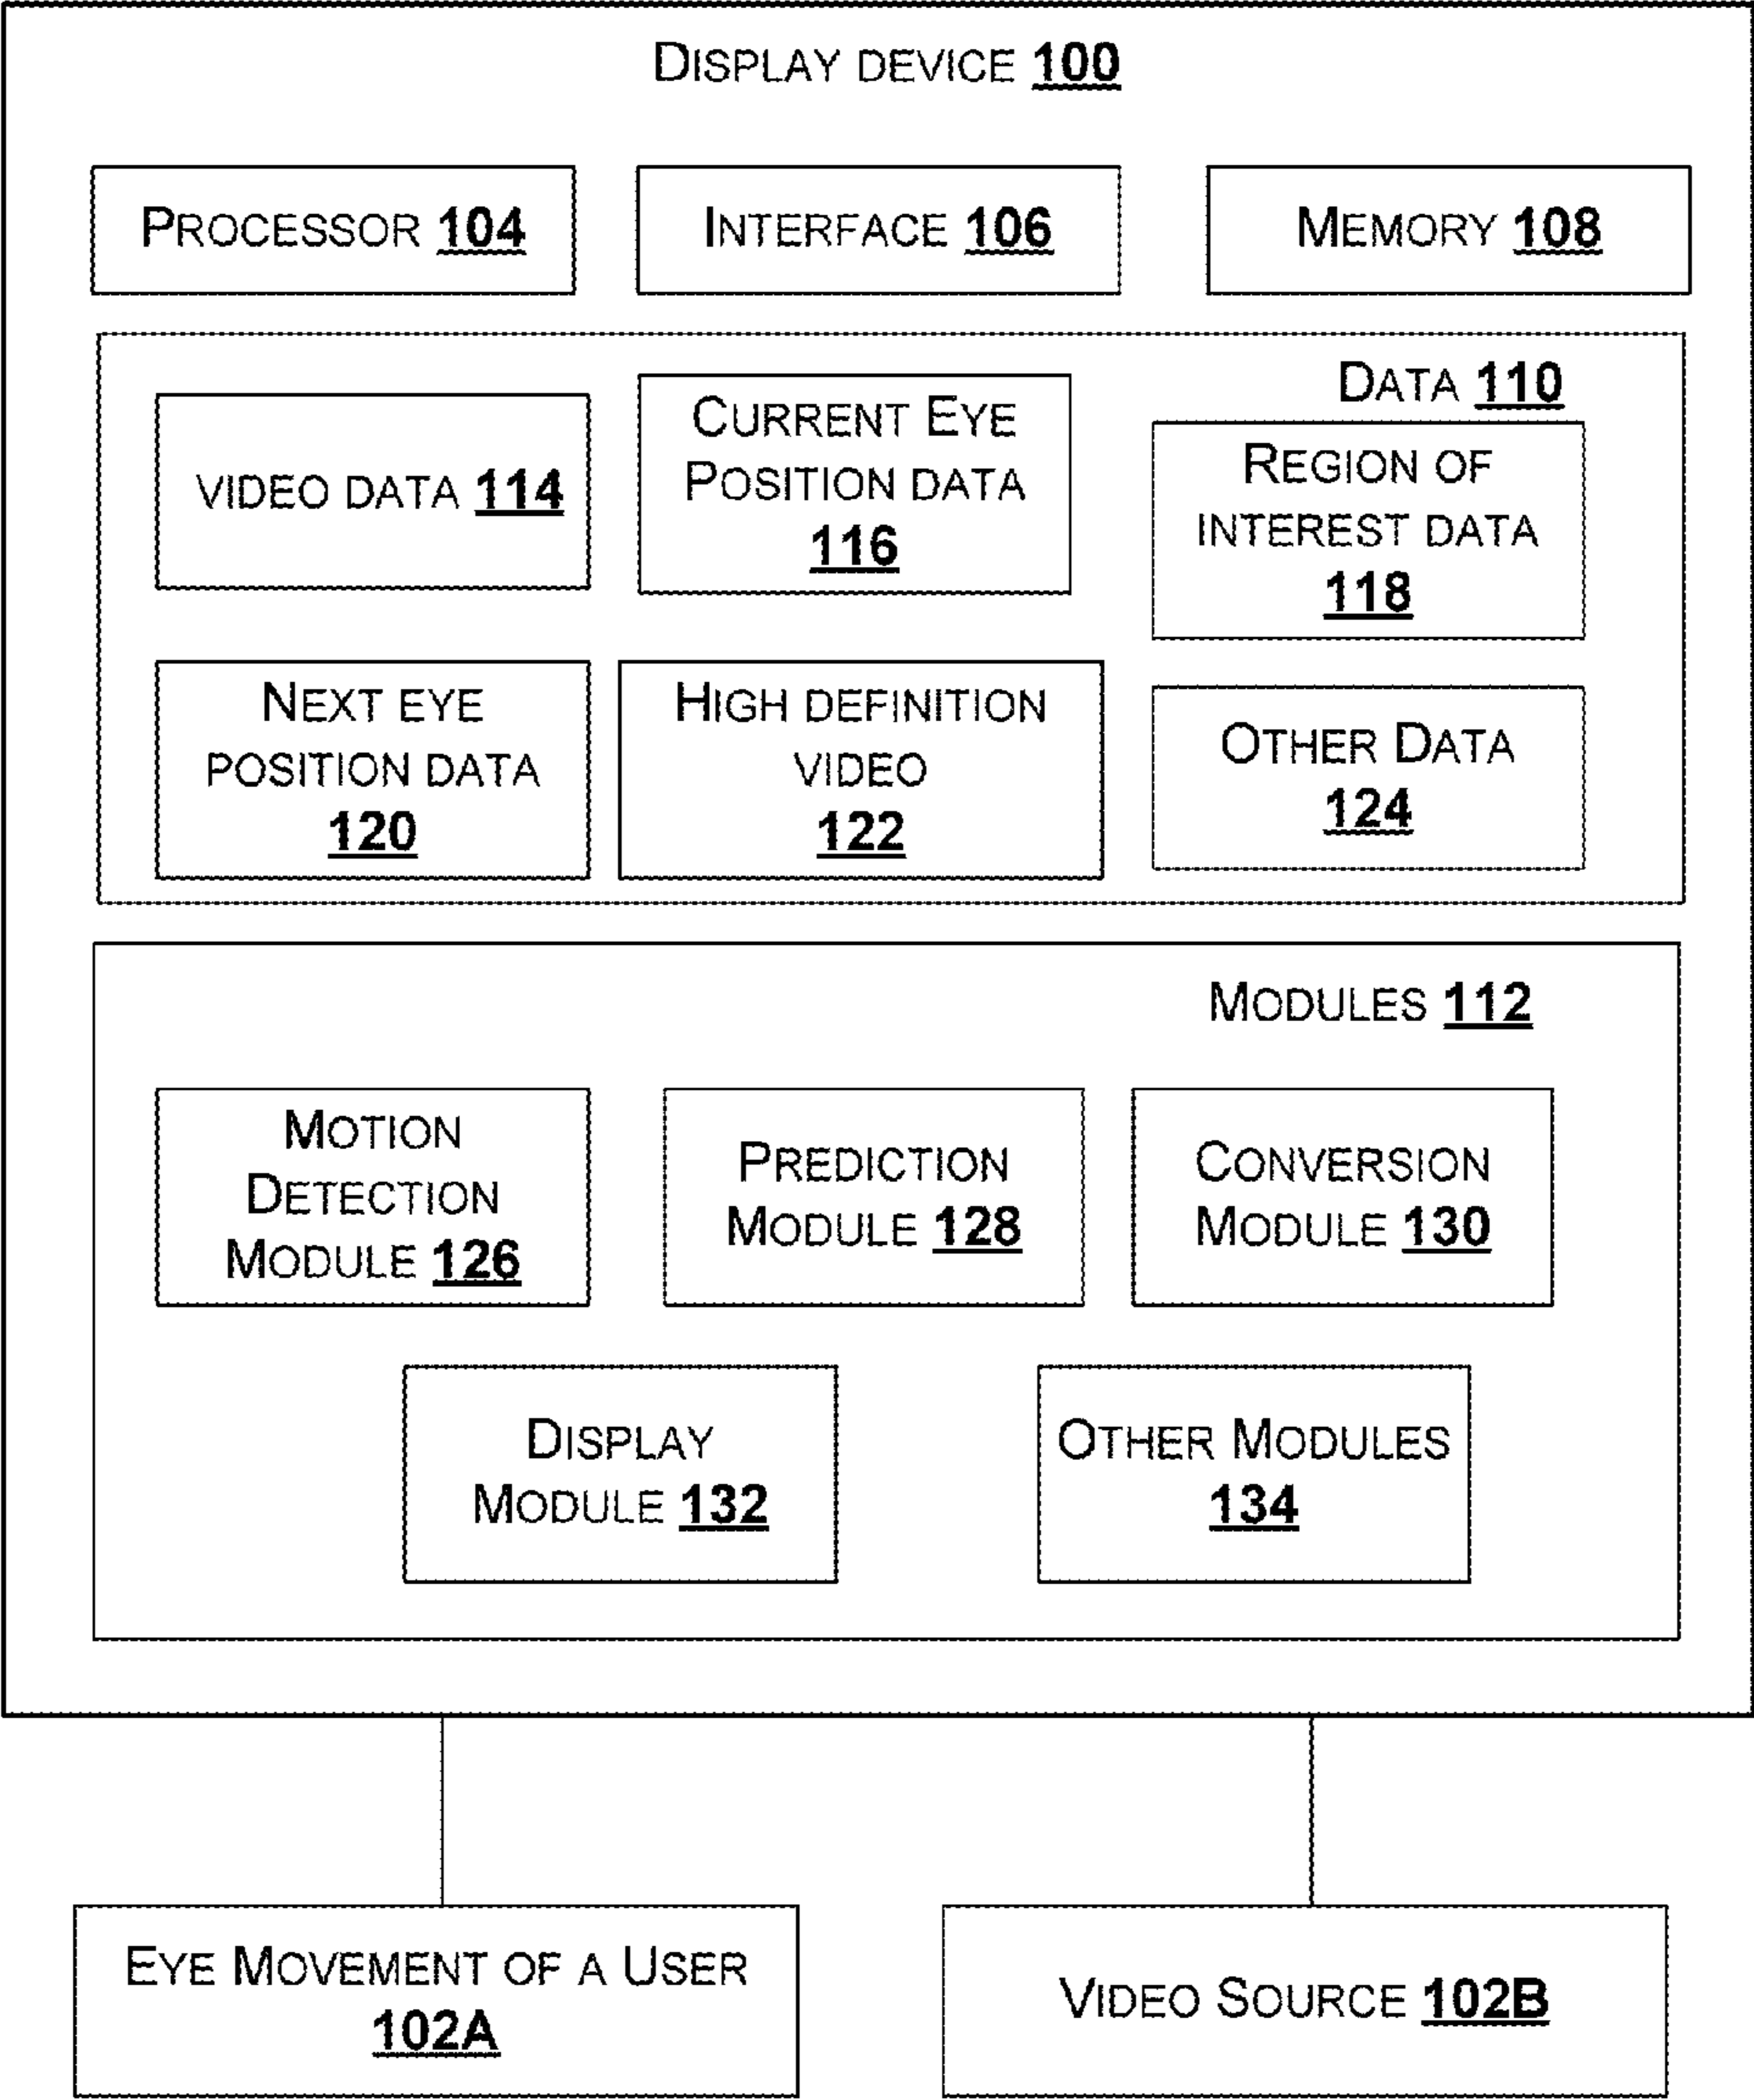 DISPLAY DEVICE 100
PROCESSOR 104
INTERFACE 106
MEMORY 108
DATA 110
VIDEO DATA 114
CURRENT EYE
POSITION DATA
116
REGION OF
INTEREST DATA
118
NEXT EYE
POSITION DATA
120
HIGH DEFINITION
VIDEO
122
OTHER DATA
124
MODULES 112
MOTION
DETECTION
MODULE 126
PREDICTION
MODULE 128
CONVERSION
MODULE 130
DISPLAY
MODULE 132
OTHER MODULES
134
EYE MOVEMENT OF A USER
102A
VIDEO SOURCE 102B